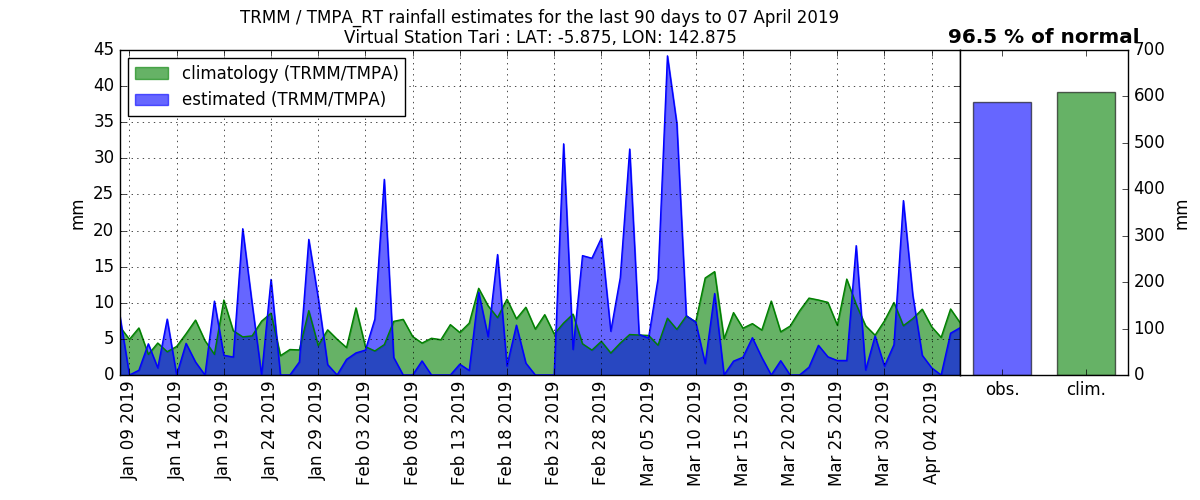 TRMM / TMPA_RT rainfall estimates for the last 90 days to 07 April 2019
Virtual Station Tari : LAT: -5.875, LON: 142.875
96.5 % of normal
climatology (TRMM/TMPA)
estimated (TRMM/TMPA)
45
40
35
30
25
20
15
10
5
0
mm
Jan 09 2019
Jan 14 2019
Jan 19 2019
Jan 24 2019
Jan 29 2019
Feb 03 2019
Feb 08 2019
Feb 13 2019
Feb 18 2019
Feb 23 2019
Feb 28 2019
Mar 05 2019
Mar 10 2019
Mar 15 2019
Mar 20 2019
Mar 25 2019
Mar 30 2019
Apr 04 2019
obs.
clim.
700
600
500
400
300
200
100
0
mm